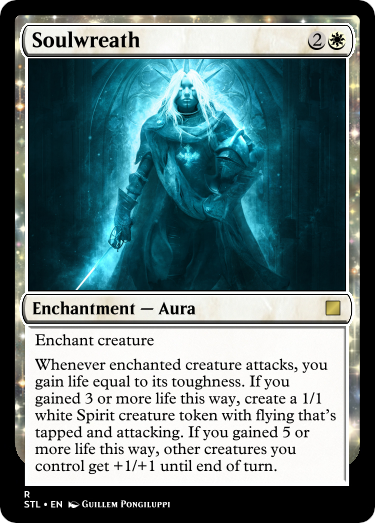 Soulwreath 2
Enchantment — Aura
Enchant creature
Whenever enchanted creature attacks, you
gain life equal to its toughness. If you
gained 3 or more life this way, create a 1/1
white Spirit creature token with flying that's
tapped and attacking. If you gained 5 or
more life this way, other creatures you
control get +1/+1 until end of turn.
R
STL • EN Guillem Pongiluppi